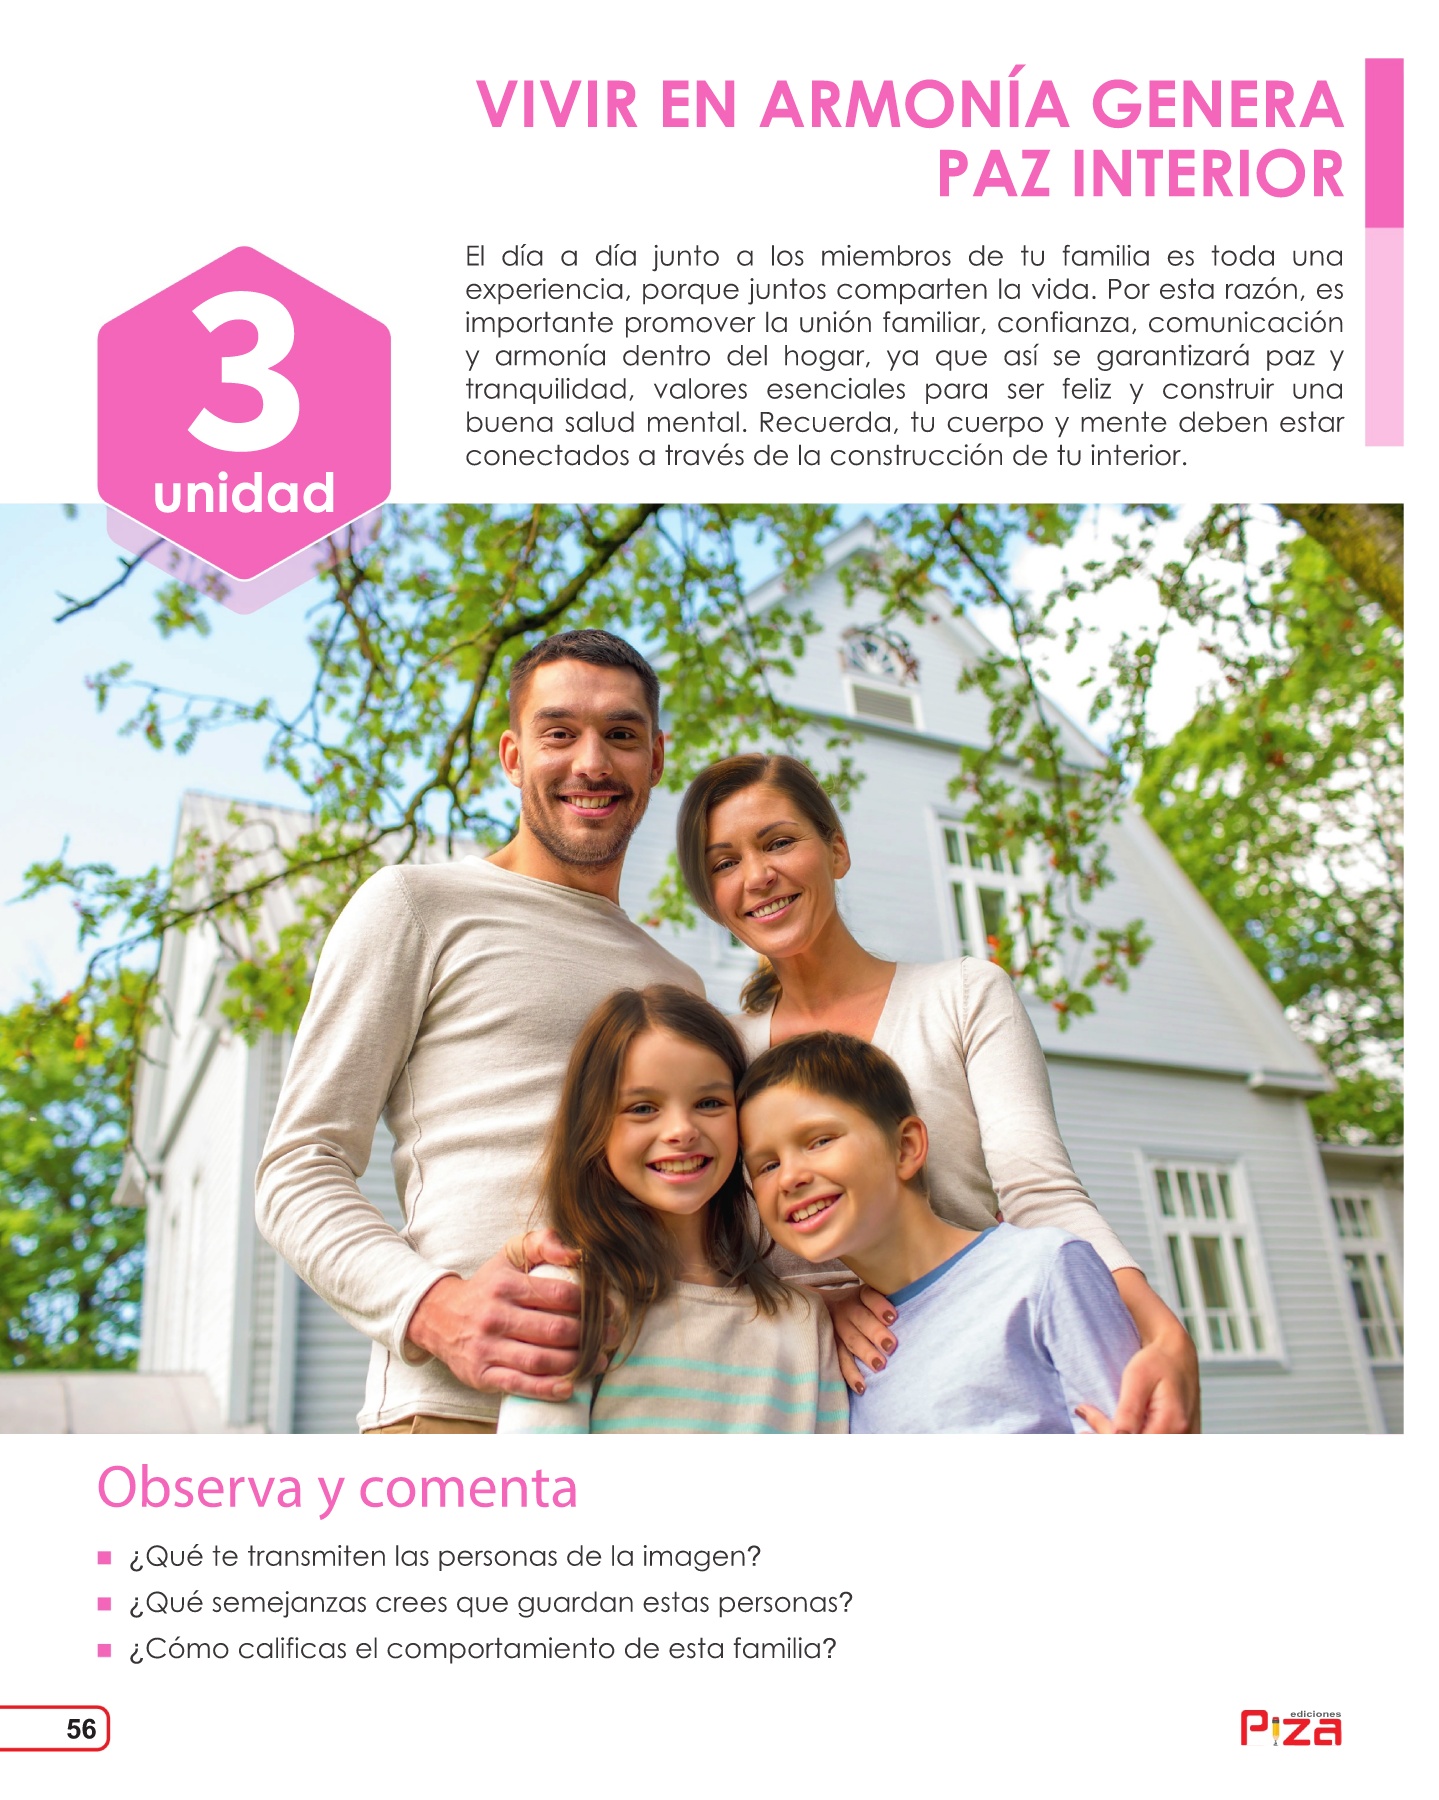 VIVIR EN ARMONÍA GENERA
PAZ INTERIOR
El día a día junto a los miembros de tu familia es toda una
experiencia, porque juntos comparten la vida. Por esta razón, es
importante promover la unión familiar, confianza, comunicación
y armonía dentro del hogar, ya que así se garantizará paz y
tranquilidad, valores esenciales para ser feliz y construir una
buena salud mental. Recuerda, tu cuerpo y mente deben estar
conectados a través de la construcción de tu interior.
3
unidad
Observa y comenta
¿Qué te transmiten las personas de la imagen?
¿Qué semejanzas crees que guardan estas personas?
¿Cómo calificas el comportamiento de esta familia?
56
ediciones
Piza